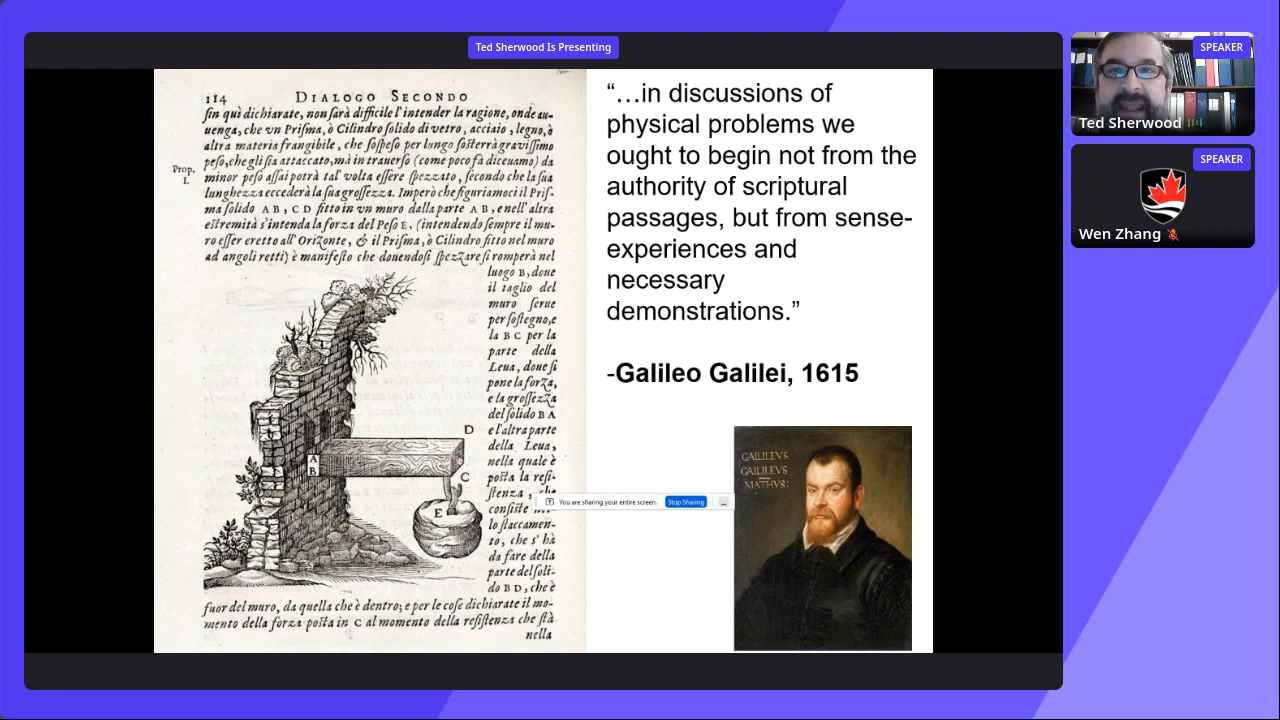 Ted Sherwood Is Presenting
114 DIALOGO SECONDO
ſin quì dichiarate, non ſarà difficile l'intender la ragione, onde au-
uenga, che vn Priſma, ò Cilindro ſolido di vetro, acciaio, legno, ò
altra materia frangibile, che ſoſpeſo per lungo ſoſterrà grauiſſimo
peſo, che gli ſia attaccato, mà in trauerſo (come poco fà diceuamo) da
Prop.
I.
minor peſo aſſai potrà tal' volta eſſere ſpezzato, ſecondo che la ſua
lunghezza eccederà la ſua groſſezza. Imperò che figuriamoci il Priſ-
ma ſolido AB, CD fitto in vn muro dalla parte AB, e nell' altra
eſtremità s'intenda la forza del Peſo E. (intendendo ſempre il mu-
ro eſſer eretto all' Orizonte, & il Priſma, ò Cilindro fitto nel muro
ad angoli retti) è manifeſto che douendoſi ſpezzare ſi romperà nel
luogo B, doue
il taglio del
muro ſerue
per ſoſtegno, e
la BC per la
parte della
Leua, doue ſi
pone la forza,
e la groſſezza
del ſolido BA
e l'altra parte
della Leua,
nella quale è
poſta la reſi-
ſtenza, che
conſiste
lo ſtaccamen-
to, che s' hà
da fare della
parte del ſoli-
do BD, che è
fuor del muro, da quella che è dentro; e per le coſe dichiarate il mo-
mento della forza poſta in C al momento della reſiſtenza che ſtà
nella
D
A
B
C
E
“…in discussions of
physical problems we
ought to begin not from the
authority of scriptural
passages, but from sense-
experiences and
necessary
demonstrations.”
-Galileo Galilei, 1615
GALILEVS
GALILEVS
MATHVS:
You are sharing your entire screen. Stop Sharing
SPEAKER
Ted Sherwood
SPEAKER
Wen Zhang